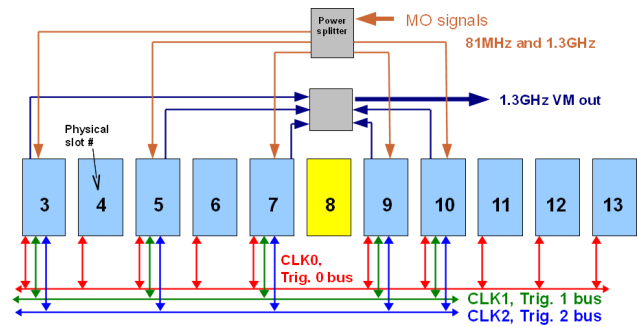 Power
splitter
MO signals
81MHz and 1.3GHz
1.3GHz VM out
Physical
slot #
3 4 5 6 7 8 9 10 11 12 13
CLK0,
Trig. 0 bus
CLK1, Trig. 1 bus
CLK2, Trig. 2 bus